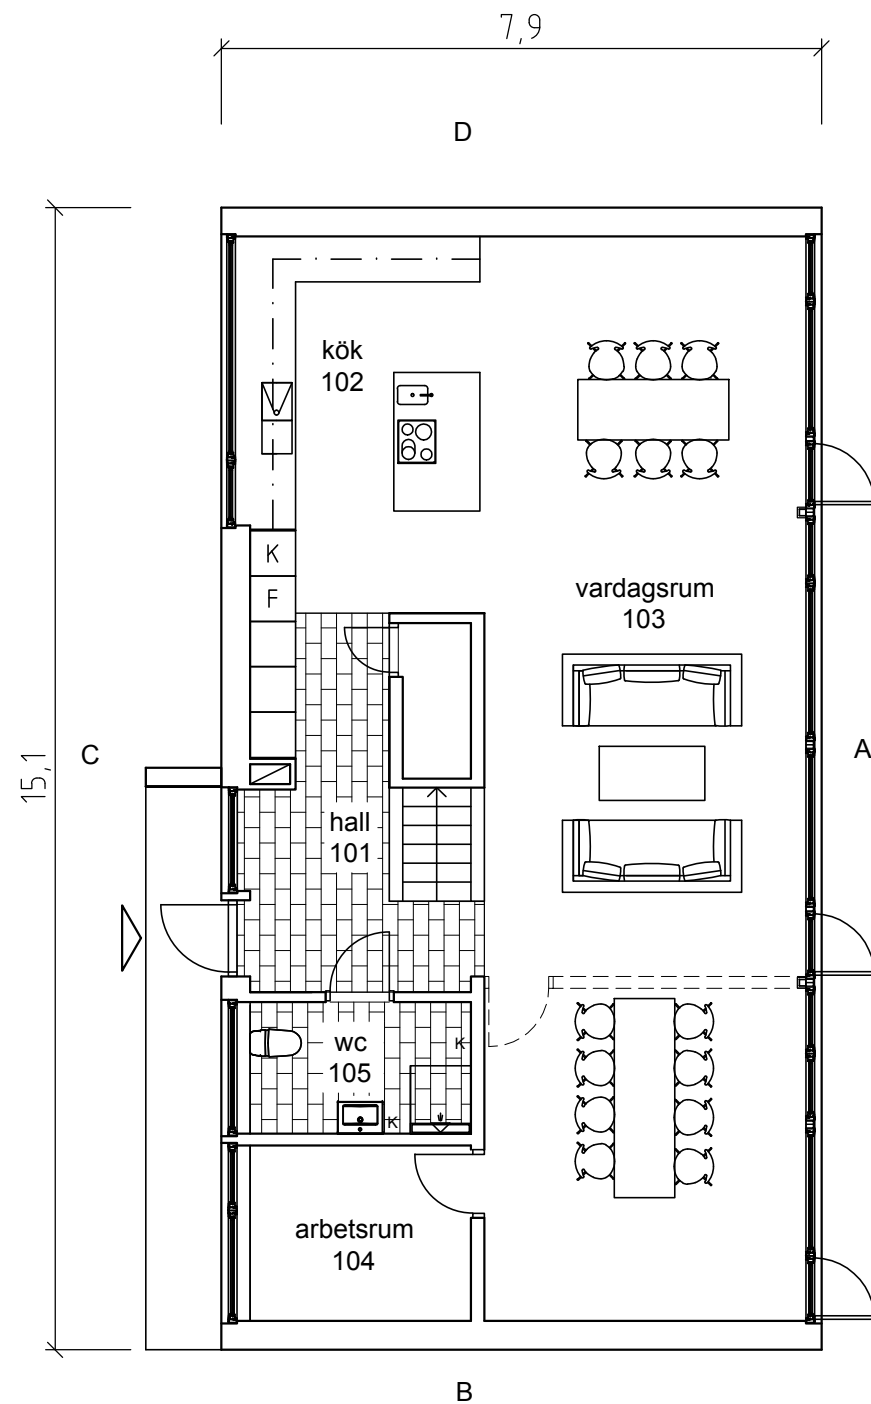 7,9
D
kök
102
K
F
vardagsrum
103
15,1
C
A
hall
101
wc
105
K
K
arbetsrum
104
B